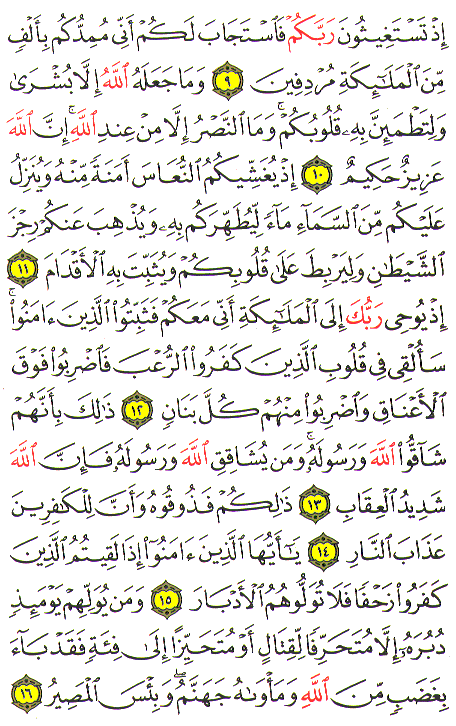 إِذْ تَسْتَغِيثُونَ رَبَّكُمْ فَٱسْتَجَابَ لَكُمْ أَنِّى مُمِدُّكُم بِأَلْفٍ
مِّنَ ٱلْمَلَـٰٓئِكَةِ مُرْدِفِينَ ٩ وَمَا جَعَلَهُ ٱللَّهُ إِلَّا بُشْرَىٰ
وَلِتَطْمَئِنَّ بِهِۦ قُلُوبُكُمْ ۚ وَمَا ٱلنَّصْرُ إِلَّا مِنْ عِندِ ٱللَّهِ ۚ إِنَّ ٱللَّهَ
عَزِيزٌ حَكِيمٌ ١٠ إِذْ يُغَشِّيكُمُ ٱلنُّعَاسَ أَمَنَةً مِّنْهُ وَيُنَزِّلُ
عَلَيْكُم مِّنَ ٱلسَّمَآءِ مَآءً لِّيُطَهِّرَكُم بِهِۦ وَيُذْهِبَ عَنكُمْ رِجْزَ
ٱلشَّيْطَـٰنِ وَلِيَرْبِطَ عَلَىٰ قُلُوبِكُمْ وَيُثَبِّتَ بِهِ ٱلْأَقْدَامَ ١١
إِذْ يُوحِى رَبُّكَ إِلَى ٱلْمَلَـٰٓئِكَةِ أَنِّى مَعَكُمْ فَثَبِّتُوا۟ ٱلَّذِينَ ءَامَنُوا۟ ۚ
سَأُلْقِى فِى قُلُوبِ ٱلَّذِينَ كَفَرُوا۟ ٱلرُّعْبَ فَٱضْرِبُوا۟ فَوْقَ
ٱلْأَعْنَاقِ وَٱضْرِبُوا۟ مِنْهُمْ كُلَّ بَنَانٍ ١٢ ذَٰلِكَ بِأَنَّهُمْ
شَآقُّوا۟ ٱللَّهَ وَرَسُولَهُۥ ۚ وَمَن يُشَاقِقِ ٱللَّهَ وَرَسُولَهُۥ فَإِنَّ ٱللَّهَ
شَدِيدُ ٱلْعِقَابِ ١٣ ذَٰلِكُمْ فَذُوقُوهُ وَأَنَّ لِلْكَـٰفِرِينَ
عَذَابَ ٱلنَّارِ ١٤ يَـٰٓأَيُّهَا ٱلَّذِينَ ءَامَنُوٓا۟ إِذَا لَقِيتُمُ ٱلَّذِينَ
كَفَرُوا۟ زَحْفًا فَلَا تُوَلُّوهُمُ ٱلْأَدْبَارَ ١٥ وَمَن يُوَلِّهِمْ يَوْمَئِذٍ
دُبُرَهُۥٓ إِلَّا مُتَحَرِّفًا لِّقِتَالٍ أَوْ مُتَحَيِّزًا إِلَىٰ فِئَةٍ فَقَدْ بَآءَ
بِغَضَبٍ مِّنَ ٱللَّهِ وَمَأْوَىٰهُ جَهَنَّمُ ۖ وَبِئْسَ ٱلْمَصِيرُ ١٦